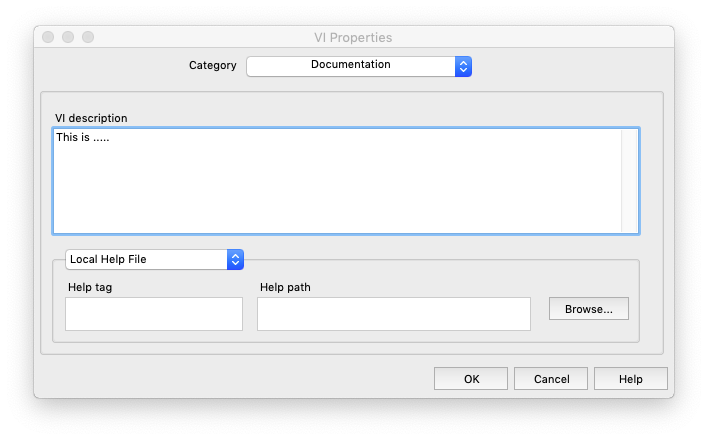 VI Properties
Category Documentation
VI description
This is .....
Local Help File
Help tag Help path
Browse...
OK Cancel Help